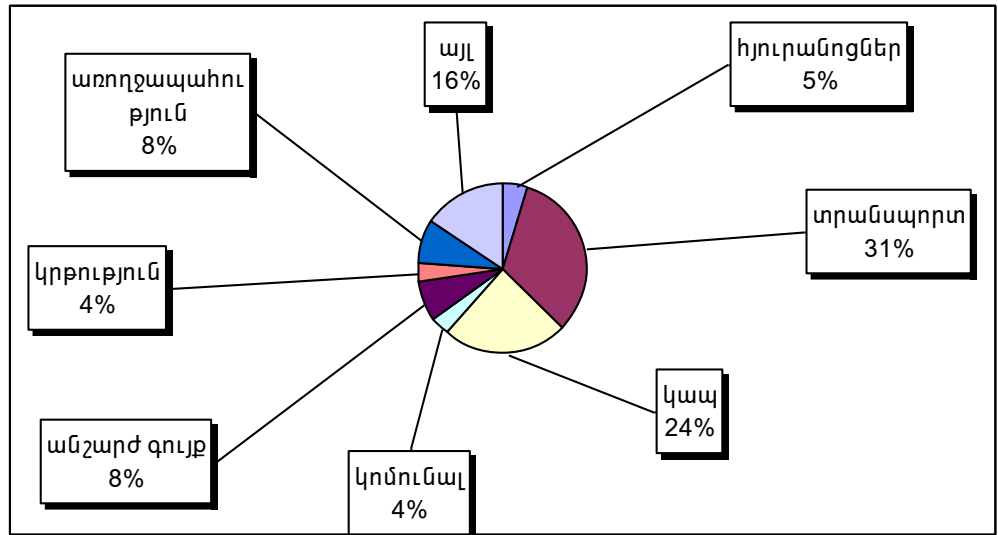 այլ
16%
հյուրանոցներ
5%
առողջապահու
թյուն
8%
տրանսպորտ
31%
կրթություն
4%
կապ
24%
անշարժ գույք
8%
կոմունալ
4%